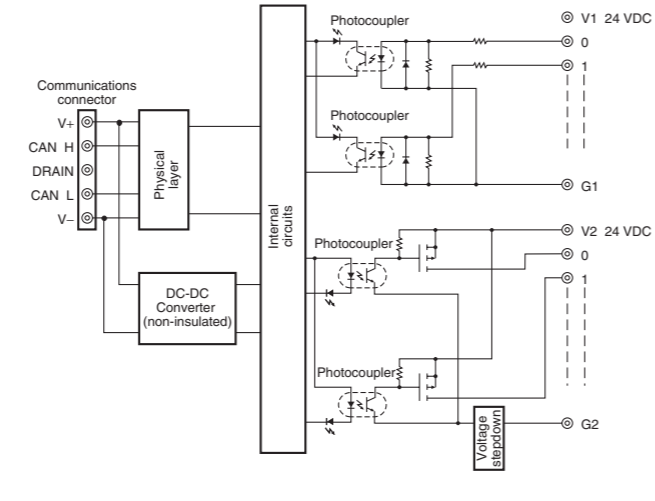 Photocoupler
V1 24 VDC
0
1
Photocoupler
G1
Communications
connector
V+
CAN H
DRAIN
CAN L
V−
Physical
layer
DC-DC
Converter
(non-insulated)
Internal
circuits
Photocoupler
V2 24 VDC
0
1
Photocoupler
Voltage
stepdown
G2